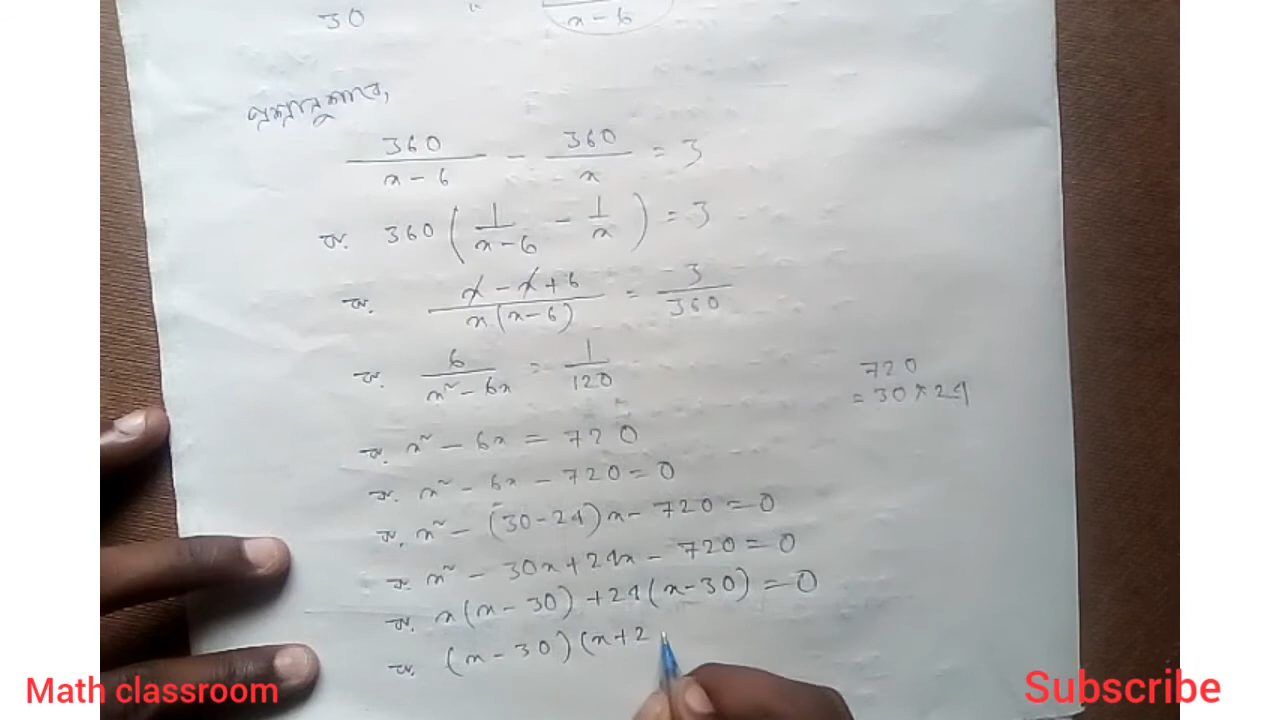 30 " x - 6
প্রশ্নানুসারে,
360/(x - 6) - 360/x = 3
বা. 360 (1/(x - 6) - 1/x) = 3
বা. (x - x + 6)/(x(x - 6)) = 3/360
বা. 6/(x² - 6x) = 1/120
720
= 30 × 24
বা. x² - 6x = 720
বা. x² - 6x - 720 = 0
বা. x² - (30 - 24)x - 720 = 0
বা. x² - 30x + 24x - 720 = 0
বা. x(x - 30) + 24(x - 30) = 0
বা. (x - 30)(x + 2
Math classroom
Subscribe